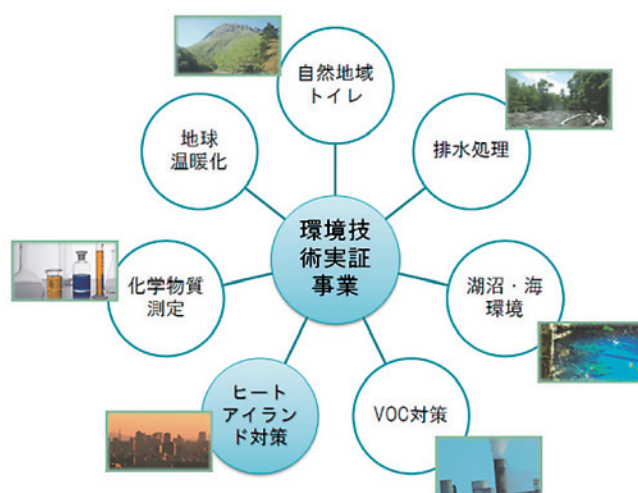 自然地域
トイレ
排水処理
湖沼・海
環境
VOC対策
ヒート
アイラン
ド対策
化学物質
測定
地球
温暖化
環境技
術実証
事業